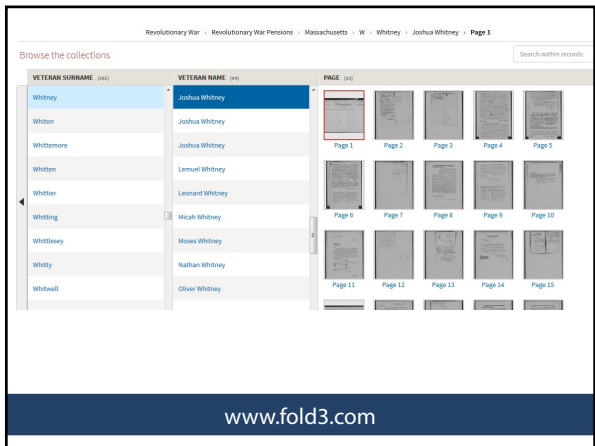 Revolutionary War › Revolutionary War Pensions › Massachusetts › W › Whitney › Joshua Whitney › Page 1
Browse the collections
Search within records
VETERAN SURNAME
VETERAN NAME (54)
PAGE
Whitney
Joshua Whitney
Whiton
Joshua Whitney
Page 1 Page 2 Page 3 Page 4 Page 5
Whittemore
Joshua Whitney
Whitten
Lemuel Whitney
Whittier
Leonard Whitney
Whitting
Micah Whitney
Page 6 Page 7 Page 8 Page 9 Page 10
Whittlesey
Moses Whitney
Whitty
Nathan Whitney
Whitwell
Oliver Whitney
Page 11 Page 12 Page 13 Page 14 Page 15
www.fold3.com